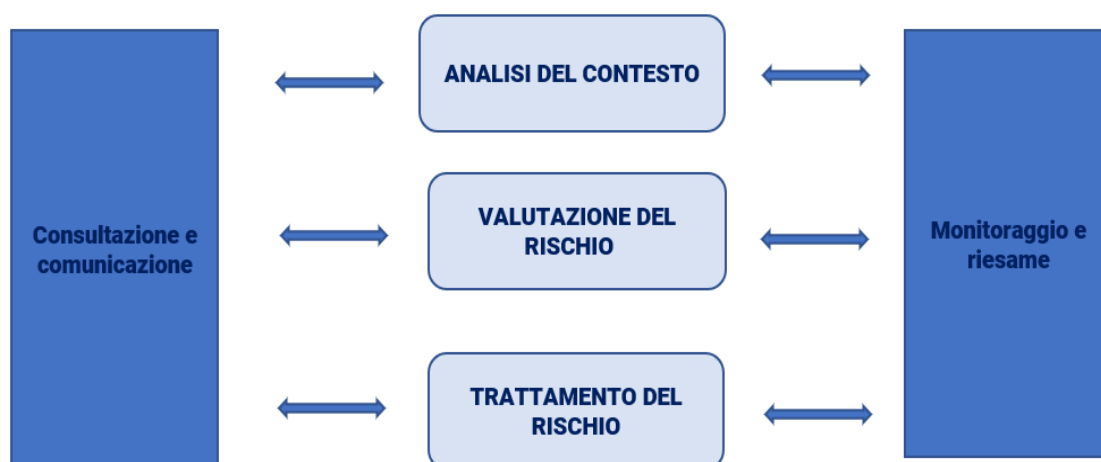 ANALISI DEL CONTESTO
VALUTAZIONE DEL
RISCHIO
Consultazione e
comunicazione
Monitoraggio e
riesame
TRATTAMENTO DEL
RISCHIO